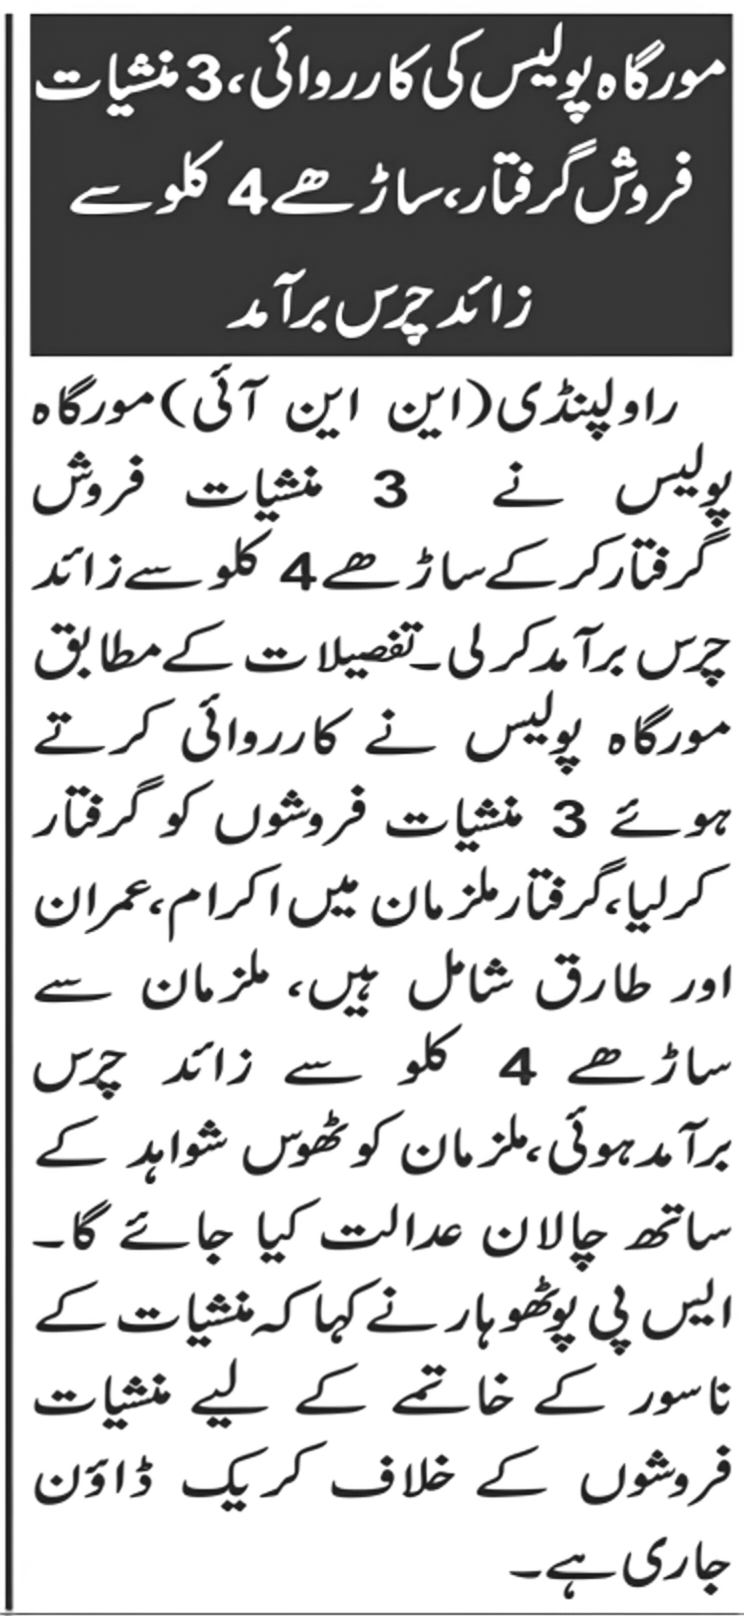 مورگاہ پولیس کی کارروائی، 3 منشیات
فروش گرفتار، ساڑھے 4 کلو سے
زائد چرس برآمد
راولپنڈی (این این آئی) مورگاہ
پولیس نے 3 منشیات فروش
گرفتار کر کے ساڑھے 4 کلو سے زائد
چرس برآمد کر لی۔ تفصیلات کے مطابق
مورگاہ پولیس نے کارروائی کرتے
ہوئے 3 منشیات فروشوں کو گرفتار
کرلیا، گرفتار ملزمان میں اکرام، عمران
اور طارق شامل ہیں، ملزمان سے
ساڑھے 4 کلو سے زائد چرس
برآمد ہوئی، ملزمان کو ٹھوس شواہد کے
ساتھ چالان عدالت کیا جائے گا۔
ایس پی پوٹھوہار نے کہا کہ منشیات کے
ناسور کے خاتمے کے لیے منشیات
فروشوں کے خلاف کریک ڈاؤن
جاری ہے۔